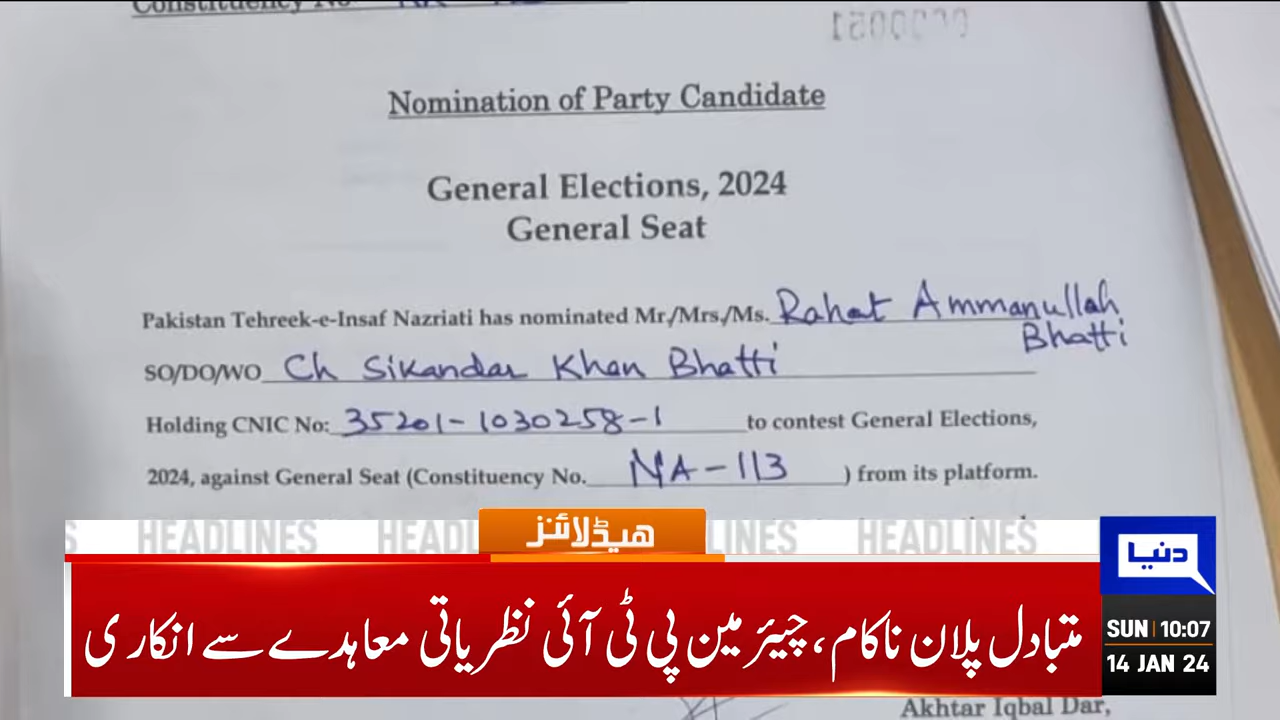 Constituency No
Nomination of Party Candidate
General Elections, 2024
General Seat
Pakistan Tehreek-e-Insaf Nazriati has nominated Mr./Mrs./Ms. Rahat Ammanullah
Bhatti
SO/DO/WO Ch Sikandar Khan Bhatti
Holding CNIC No: 35201-1030258-1 to contest General Elections,
2024, against General Seat (Constituency No. NA-113 ) from its platform.
HEADLINES HEADLINES HEADLINES
ہیڈلائنز
دنیا
متبادل پلان ناکام، چیئرمین پی ٹی آئی نظریاتی معاہدے سے انکاری
SUN 10:07
14 JAN 24
Akhtar Iqbal Dar,